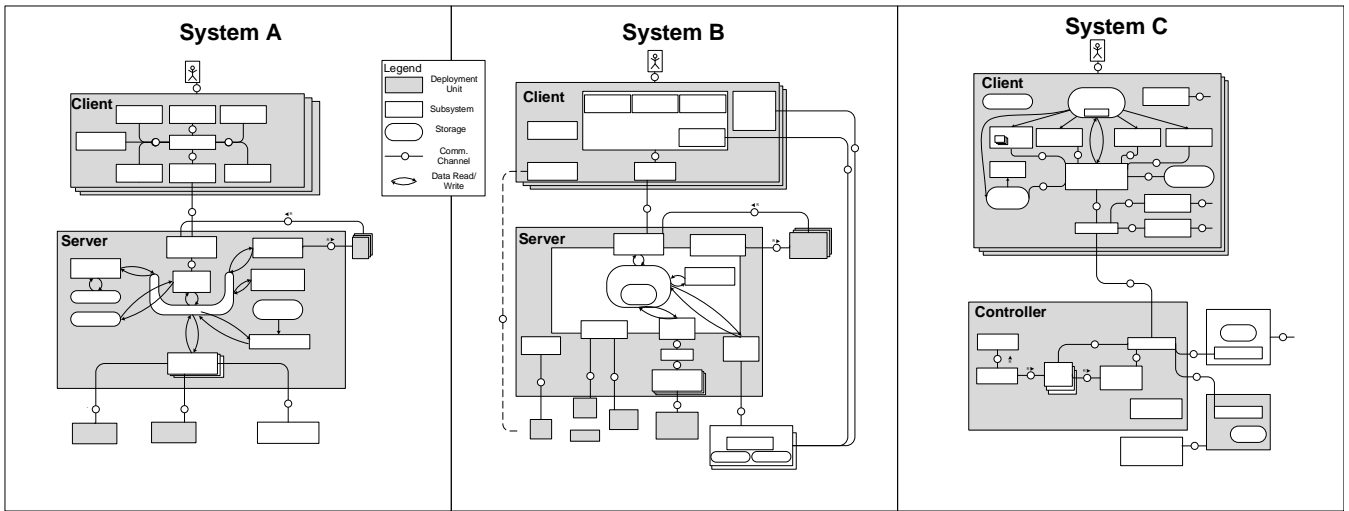 System A
System B
System C
Legend
Deployment
Unit
Subsystem
Storage
Comm.
Channel
Data Read/
Write
Client
Client
Client
R
R
Server
Server
R
R
Controller
R
R
R